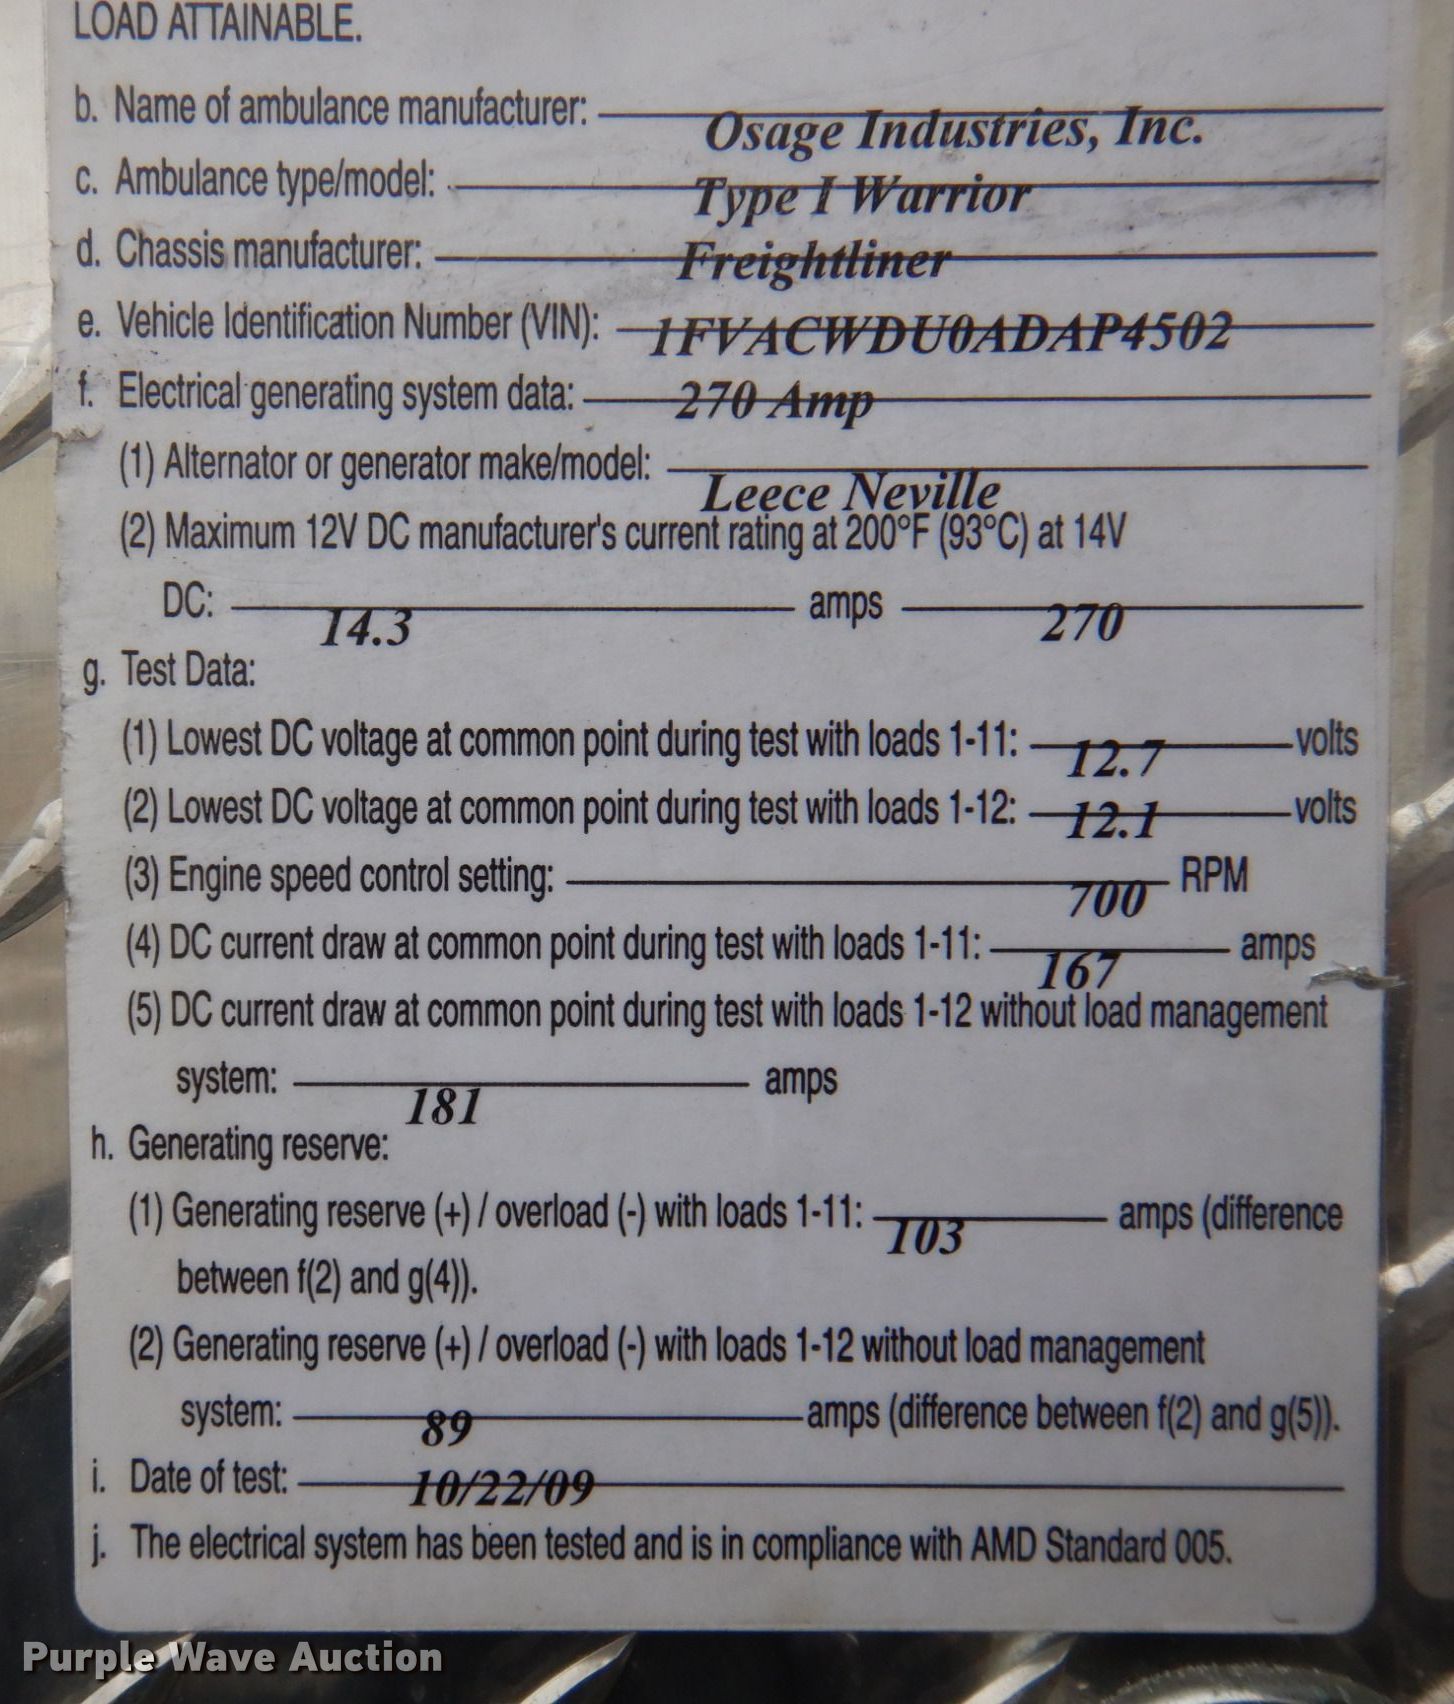 LOAD ATTAINABLE.
b. Name of ambulance manufacturer: Osage Industries, Inc.
c. Ambulance type/model: Type I Warrior
d. Chassis manufacturer: Freightliner
e. Vehicle Identification Number (VIN): 1FVACWDU0ADAP4502
f. Electrical generating system data: 270 Amp
(1) Alternator or generator make/model: Leece Neville
(2) Maximum 12V DC manufacturer's current rating at 200°F (93°C) at 14V
DC: 14.3 amps 270
g. Test Data:
(1) Lowest DC voltage at common point during test with loads 1-11: 12.7 volts
(2) Lowest DC voltage at common point during test with loads 1-12: 12.1 volts
(3) Engine speed control setting: 700 RPM
(4) DC current draw at common point during test with loads 1-11: 167 amps
(5) DC current draw at common point during test with loads 1-12 without load management
system: 181 amps
h. Generating reserve:
(1) Generating reserve (+) / overload (-) with loads 1-11: 103 amps (difference
between f(2) and g(4)).
(2) Generating reserve (+) / overload (-) with loads 1-12 without load management
system: 89 amps (difference between f(2) and g(5)).
i. Date of test: 10/22/09
j. The electrical system has been tested and is in compliance with AMD Standard 005.
Purple Wave Auction